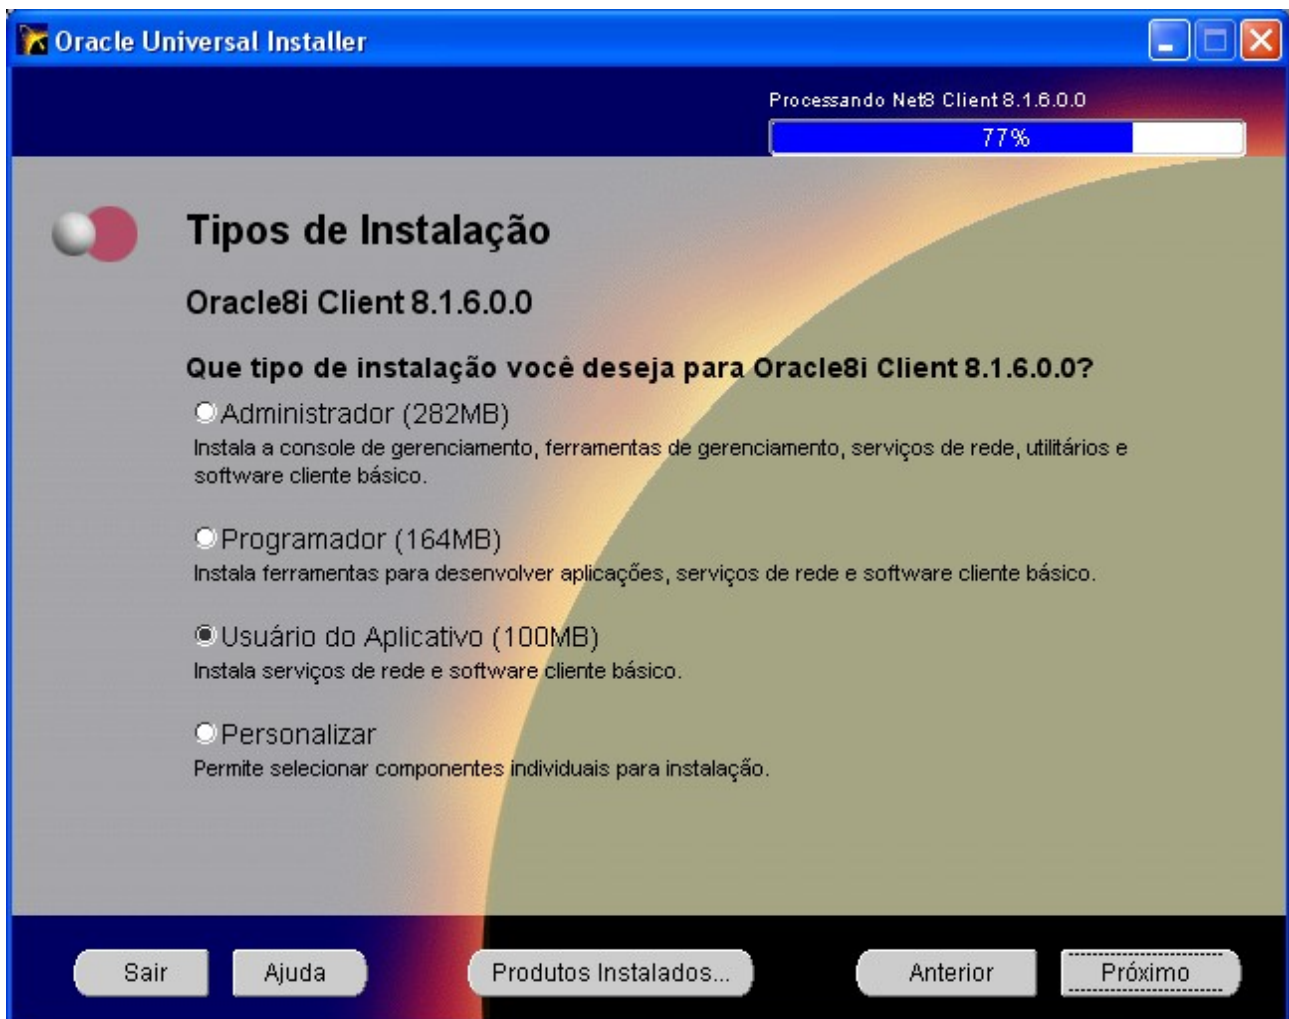 Oracle Universal Installer
Processando Net8 Client 8.1.6.0.0
77%
Tipos de Instalação
Oracle8i Client 8.1.6.0.0
Que tipo de instalação você deseja para Oracle8i Client 8.1.6.0.0?
Administrador (282MB)
Instala a console de gerenciamento, ferramentas de gerenciamento, serviços de rede, utilitários e
software cliente básico.
Programador (164MB)
Instala ferramentas para desenvolver aplicações, serviços de rede e software cliente básico.
Usuário do Aplicativo (100MB)
Instala serviços de rede e software cliente básico.
Personalizar
Permite selecionar componentes individuais para instalação.
Sair
Ajuda
Produtos Instalados...
Anterior
Próximo